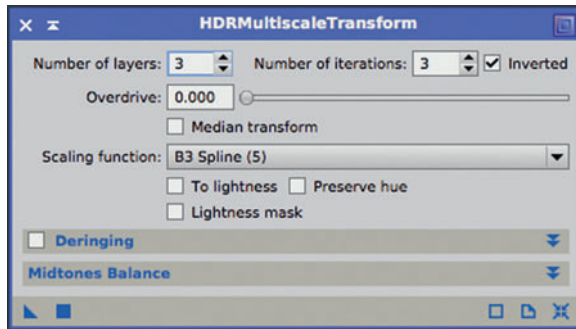 HDRMultiscaleTransform
Number of layers: 3 Number of iterations: 3 Inverted
Overdrive: 0.000
Median transform
Scaling function: B3 Spline (5)
To lightness Preserve hue
Lightness mask
Deringing
Midtones Balance